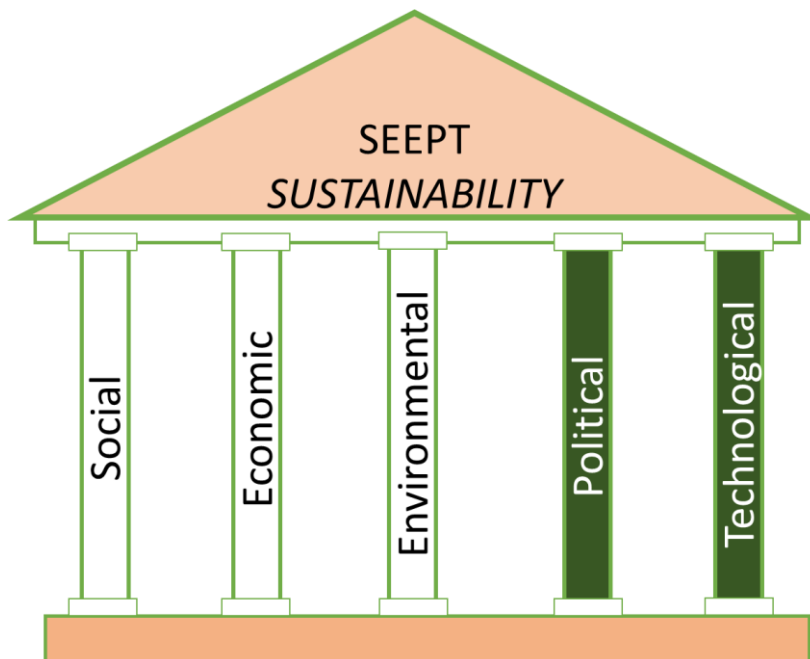 SEEPT
SUSTAINABILITY
Social
Economic
Environmental
Political
Technological